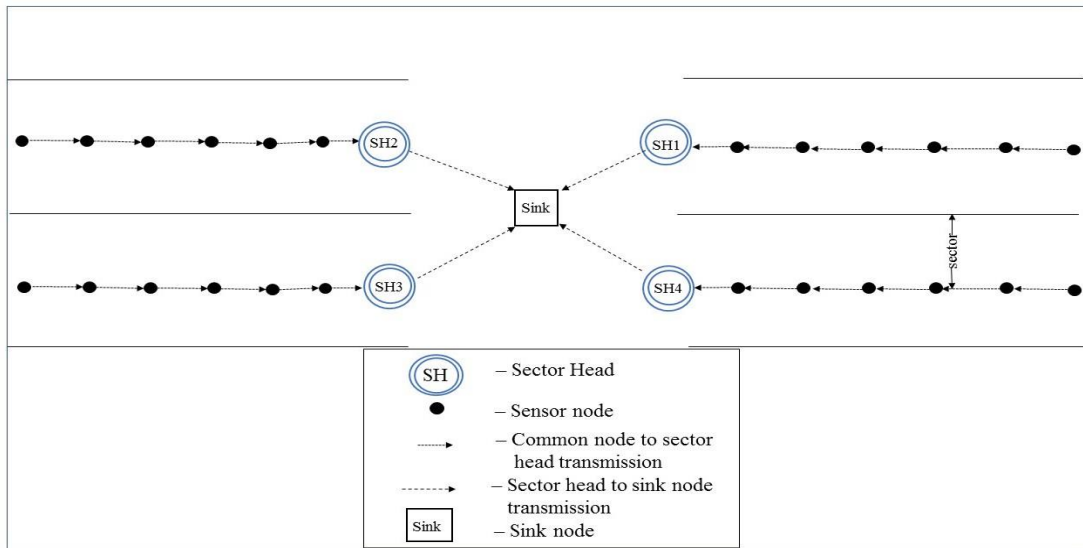 SH2
SH1
Sink
sector
SH3
SH4
SH – Sector Head
– Sensor node
– Common node to sector
head transmission
– Sector head to sink node
transmission
Sink – Sink node